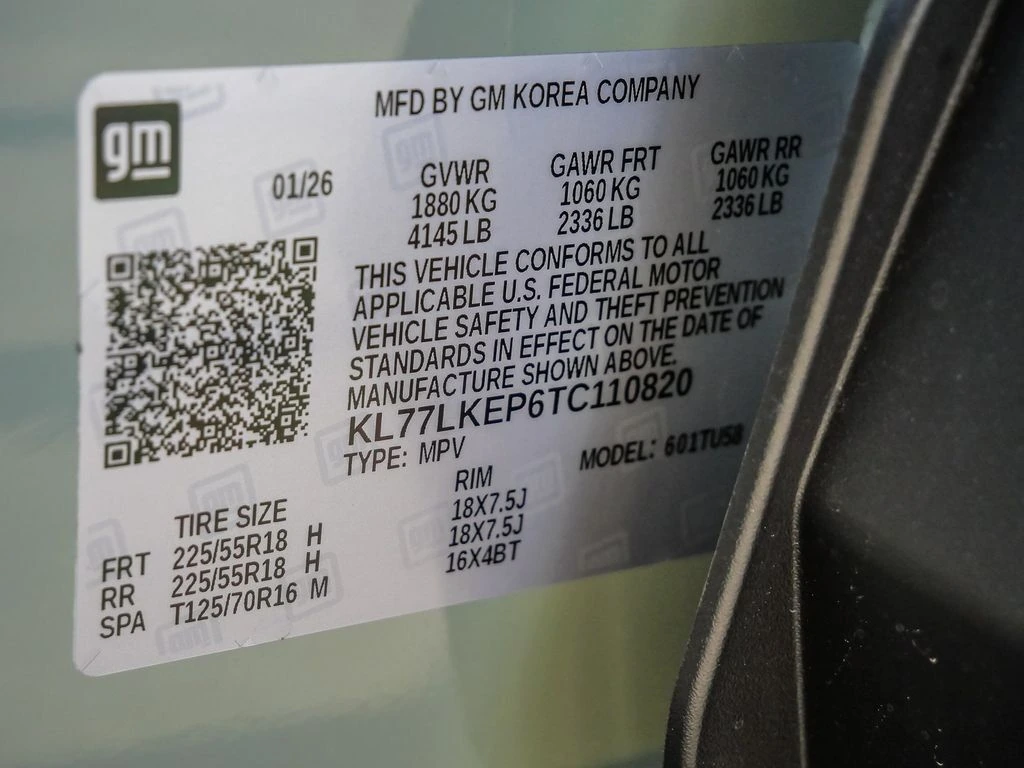 gm
MFD BY GM KOREA COMPANY
01/26
GVWR GAWR FRT GAWR RR
1880 KG 1060 KG 1060 KG
4145 LB 2336 LB 2336 LB
THIS VEHICLE CONFORMS TO ALL
APPLICABLE U.S. FEDERAL MOTOR
VEHICLE SAFETY AND THEFT PREVENTION
STANDARDS IN EFFECT ON THE DATE OF
MANUFACTURE SHOWN ABOVE.
KL77LKEP6TC110820
TYPE: MPV MODEL: 601TU58
TIRE SIZE RIM
FRT 225/55R18 H 18X7.5J
RR 225/55R18 H 18X7.5J
SPA T125/70R16 M 16X4BT